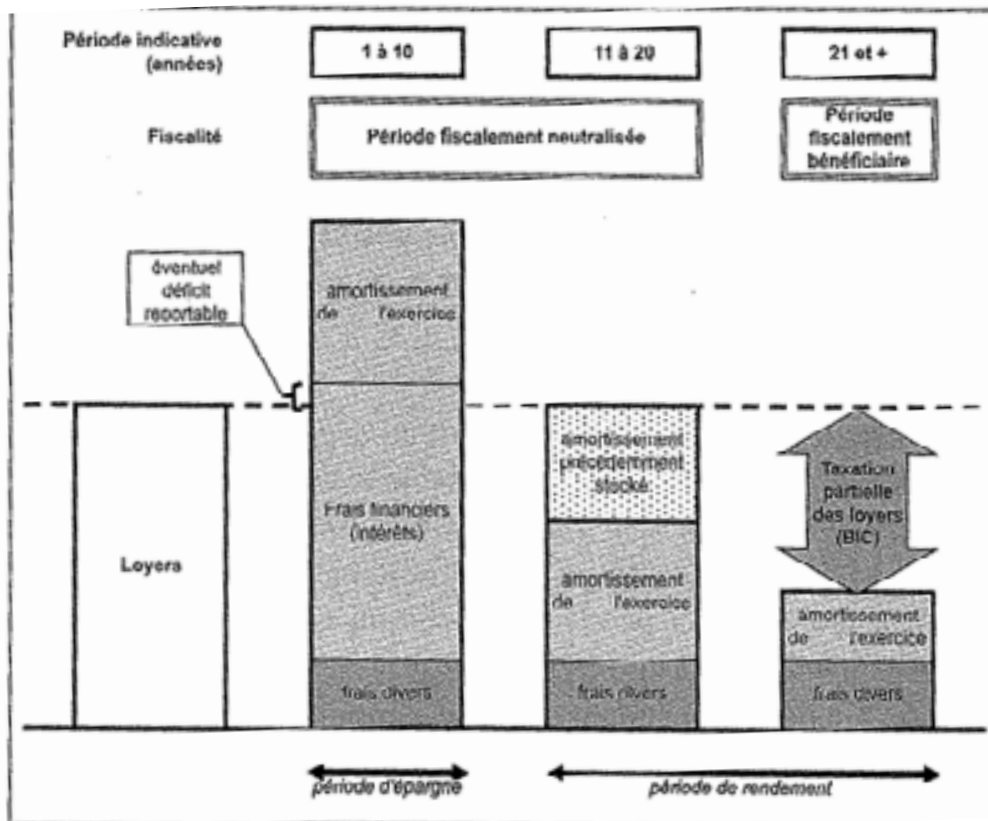 Période indicative
(années)
1 à 10
11 à 20
21 et +
Fiscalité
Période fiscalement neutralisée
Période
fiscalement
bénéficiaire
éventuel
déficit
reportable
amortissement
de l'exercice
Frais financiers
(intérêts)
frais divers
Loyers
amortissement
précédemment
stocké
amortissement
de l'exercice
frais divers
Taxation
partielle
des loyers
(BIC)
amortissement
de l'exercice
frais divers
période d'épargne
période de rendement